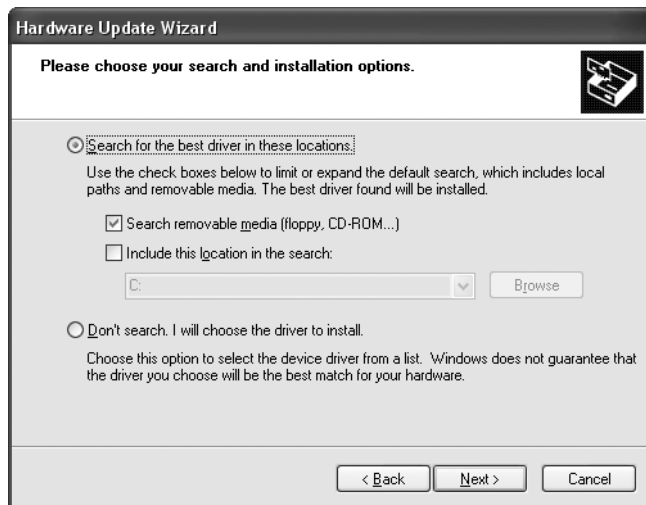 Hardware Update Wizard
Please choose your search and installation options.
Search for the best driver in these locations.
Use the check boxes below to limit or expand the default search, which includes local
paths and removable media. The best driver found will be installed.
Search removable media (floppy, CD-ROM...)
Include this location in the search:
C:
Browse
Don't search. I will choose the driver to install.
Choose this option to select the device driver from a list. Windows does not guarantee that
the driver you choose will be the best match for your hardware.
< Back Next > Cancel